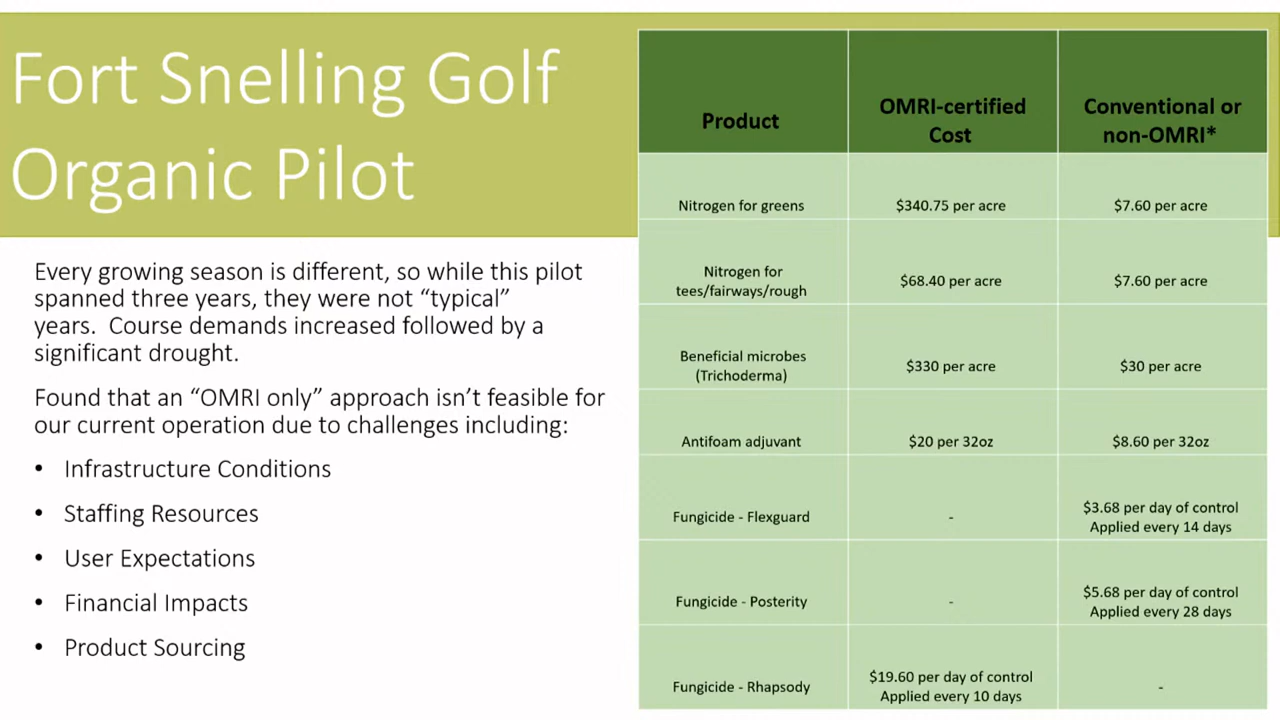 Fort Snelling Golf
Organic Pilot
Every growing season is different, so while this pilot
spanned three years, they were not “typical”
years.  Course demands increased followed by a
significant drought.
Found that an “OMRI only” approach isn’t feasible for
our current operation due to challenges including:
• Infrastructure Conditions
• Staffing Resources
• User Expectations
• Financial Impacts
• Product Sourcing
Product
OMRI-certified
Cost
Conventional or
non-OMRI*
Nitrogen for greens
$340.75 per acre
$7.60 per acre
Nitrogen for
tees/fairways/rough
$68.40 per acre
$7.60 per acre
Beneficial microbes
(Trichoderma)
$330 per acre
$30 per acre
Antifoam adjuvant
$20 per 32oz
$8.60 per 32oz
Fungicide - Flexguard
-
$3.68 per day of control
Applied every 14 days
Fungicide - Posterity
-
$5.68 per day of control
Applied every 28 days
Fungicide - Rhapsody
$19.60 per day of control
Applied every 10 days
-